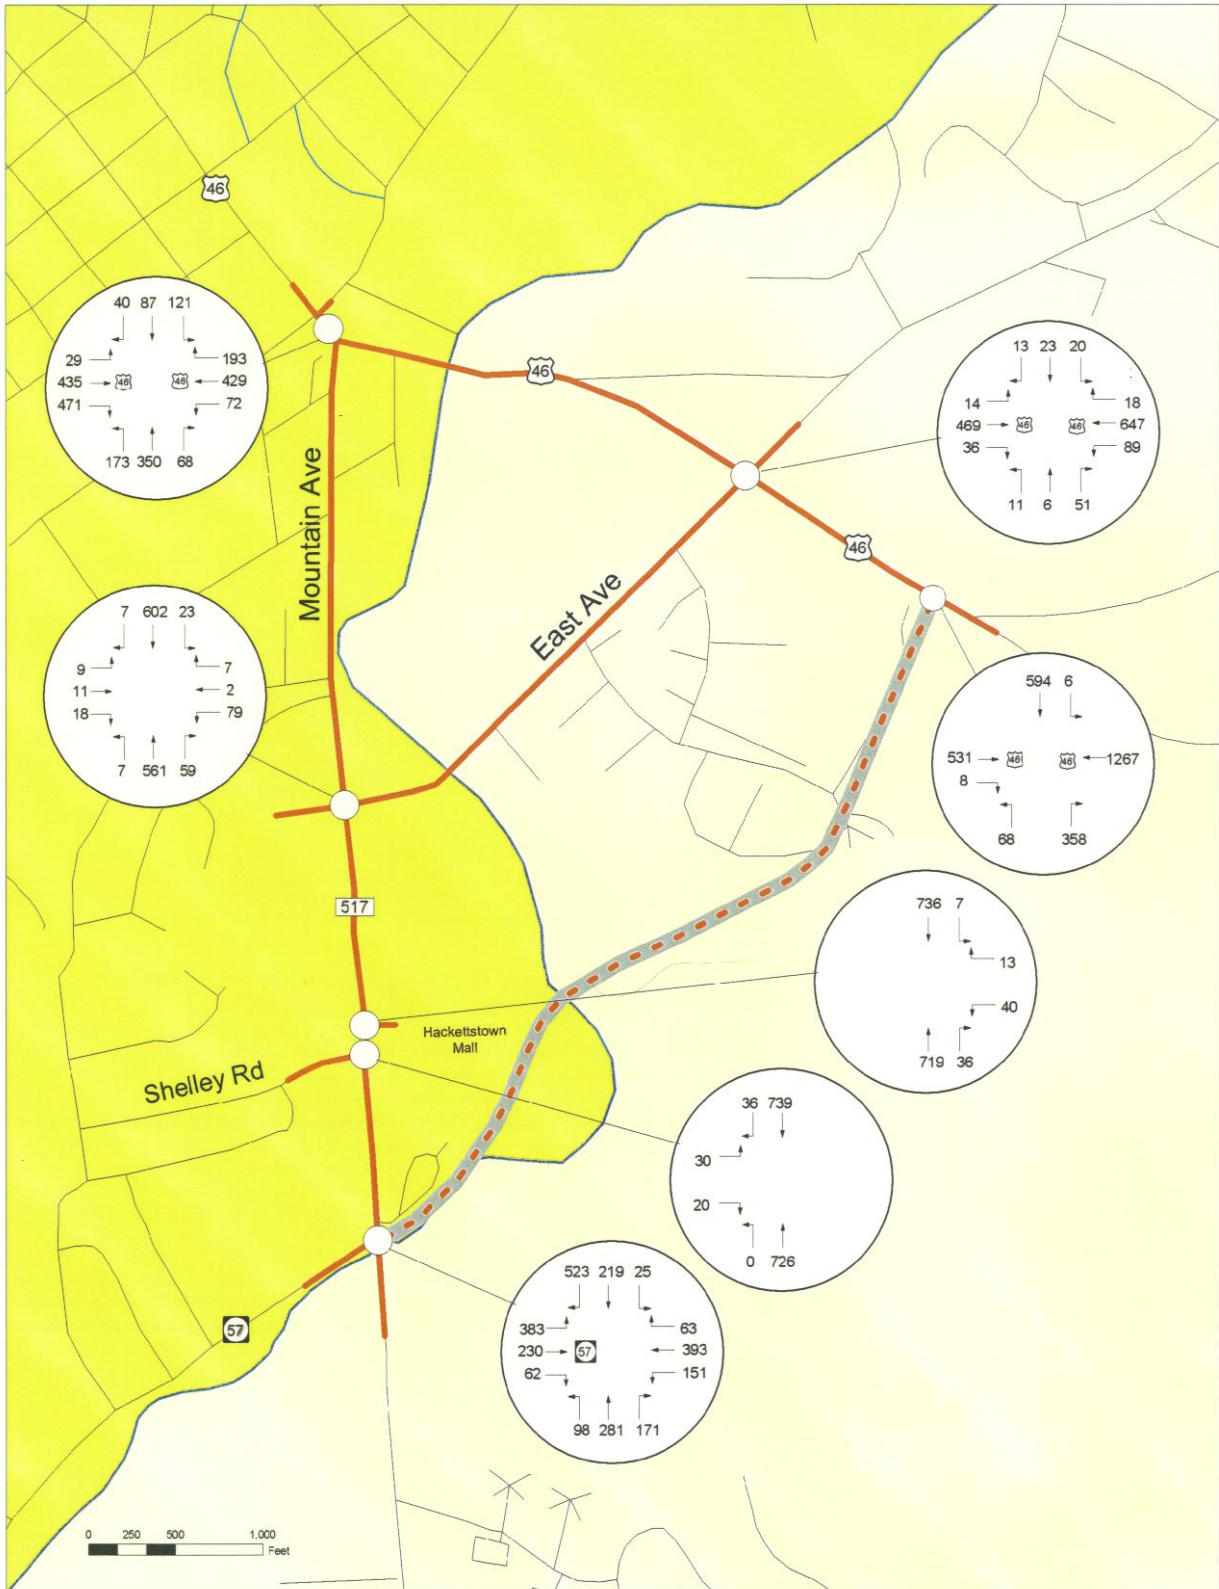 46
40 87 121
29 193
435 46 46 429
471 72
173 350 68
46
13 23 20
14 18
469 46 46 647
36 89
11 6 51
Mountain Ave
46
East Ave
7 602 23
9 7
11 2
18 79
7 561 59
594 6
531 46 46 1267
8
68 358
517
736 7
13
40
719 36
Hackettstown
Mall
Shelley Rd
36 739
30
20
0 726
523 219 25
383 63
230 57 393
62 151
98 281 171
57
0 250 500 1,000
Feet